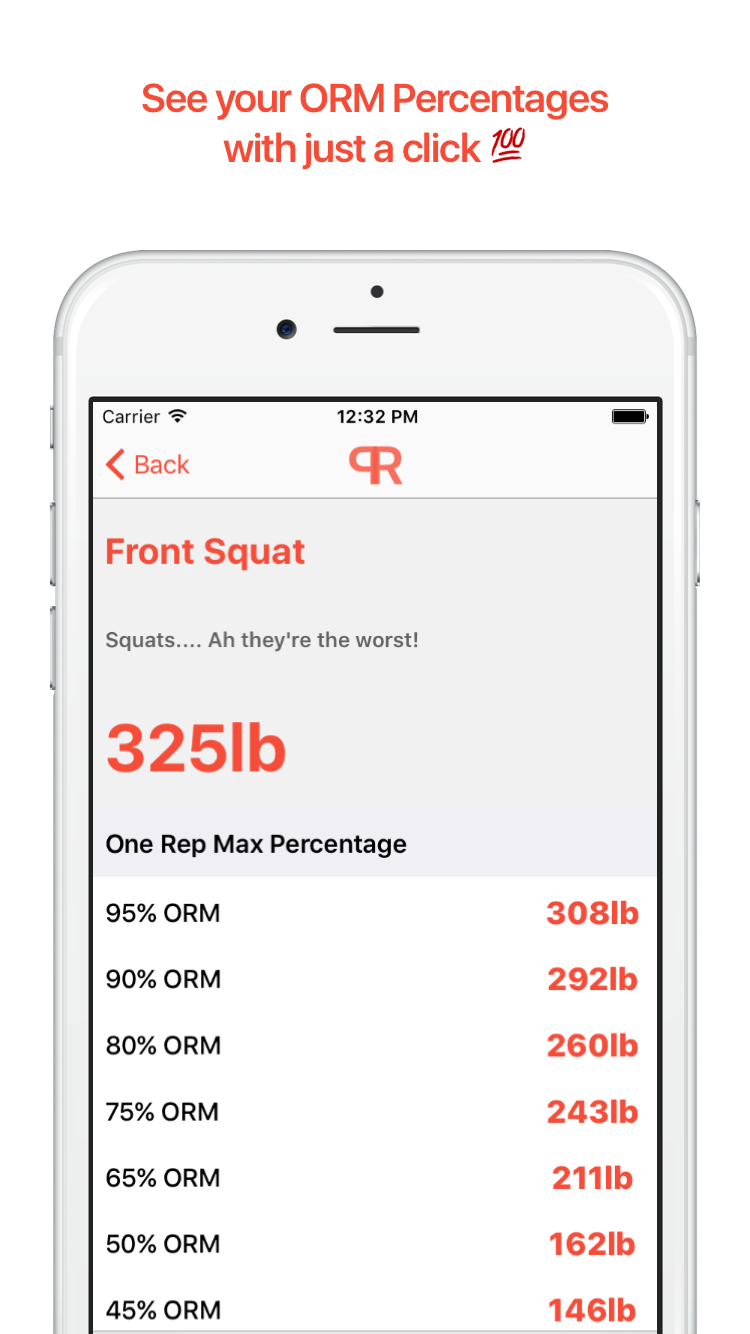 See your ORM Percentages
with just a click 💯
Carrier 12:32 PM
Back PR
Front Squat
Squats.... Ah they're the worst!
325lb
One Rep Max Percentage
95% ORM 308lb
90% ORM 292lb
80% ORM 260lb
75% ORM 243lb
65% ORM 211lb
50% ORM 162lb
45% ORM 146lb